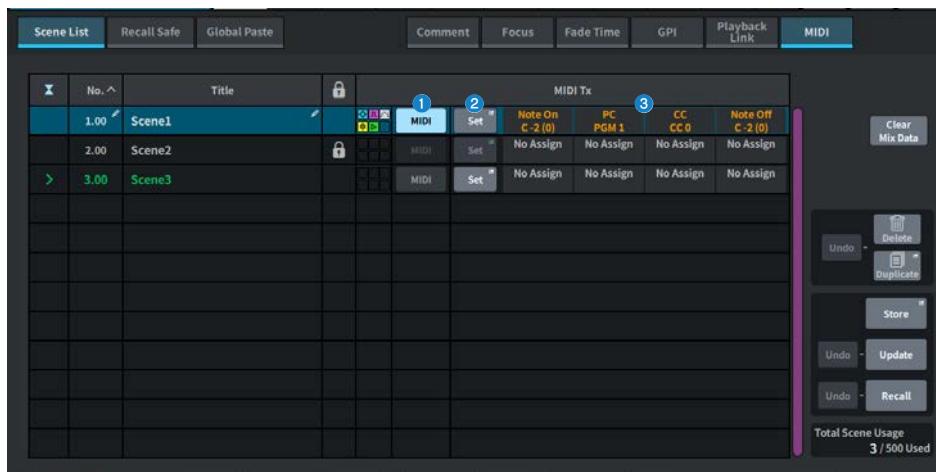 Scene List Recall Safe Global Paste Comment Focus Fade Time GPI Playback Link MIDI
No. Title MIDI Tx
1 2 3
1.00 Scene1 MIDI Set Note On C -2 (0) PC PGM 1 CC CC 0 Note Off C -2 (0)
2.00 Scene2 MIDI Set No Assign No Assign No Assign No Assign
3.00 Scene3 MIDI Set No Assign No Assign No Assign No Assign
Clear
Mix Data
Undo - Delete
Duplicate
Store
Undo - Update
Undo - Recall
Total Scene Usage
3 / 500 Used